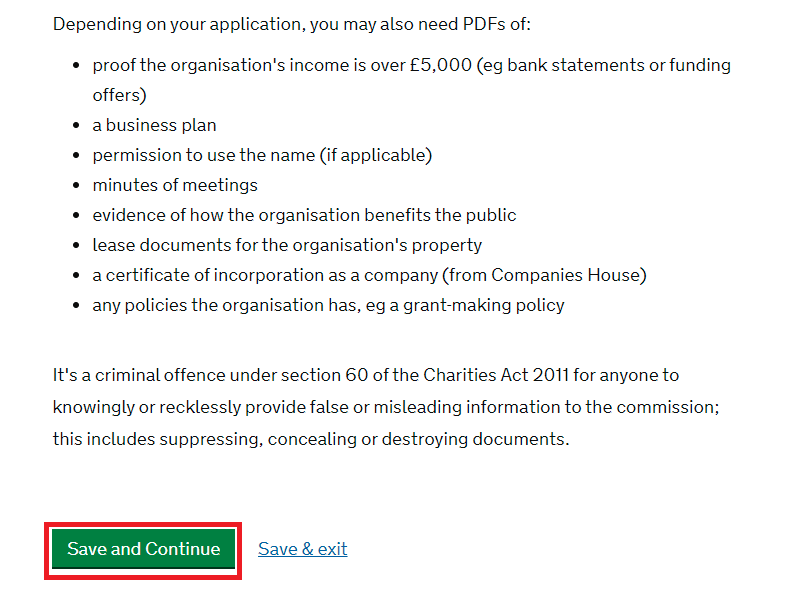 Depending on your application, you may also need PDFs of:
• proof the organisation's income is over £5,000 (eg bank statements or funding
offers)
• a business plan
• permission to use the name (if applicable)
• minutes of meetings
• evidence of how the organisation benefits the public
• lease documents for the organisation's property
• a certificate of incorporation as a company (from Companies House)
• any policies the organisation has, eg a grant-making policy
It's a criminal offence under section 60 of the Charities Act 2011 for anyone to
knowingly or recklessly provide false or misleading information to the commission;
this includes suppressing, concealing or destroying documents.
Save and Continue Save & exit